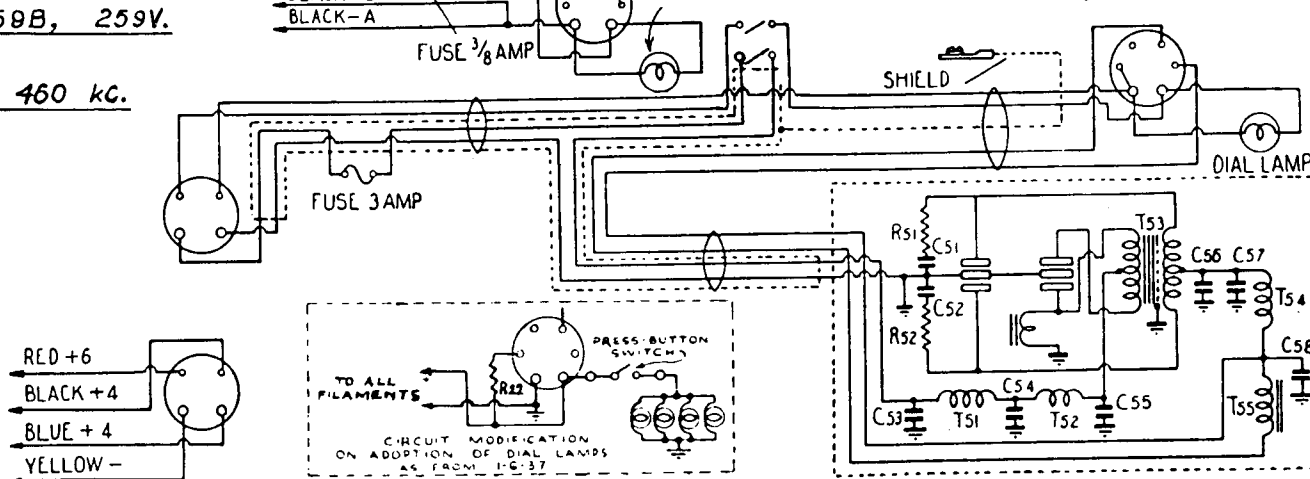 59B, 259V.
460 kC.
BLACK-A
FUSE 3/8 AMP
SHIELD
DIAL LAMP
FUSE 3 AMP
R51
C51
C52
R52
T53
C56
C57
T54
C58
T55
C53
T51
C54
T52
C55
RED +6
BLACK +4
BLUE +4
YELLOW -
PRESS-BUTTON
SWITCH
TO ALL
FILAMENTS
+
-
R22
CIRCUIT MODIFICATION
ON ADOPTION OF DIAL LAMPS
AS FROM 1-6-37